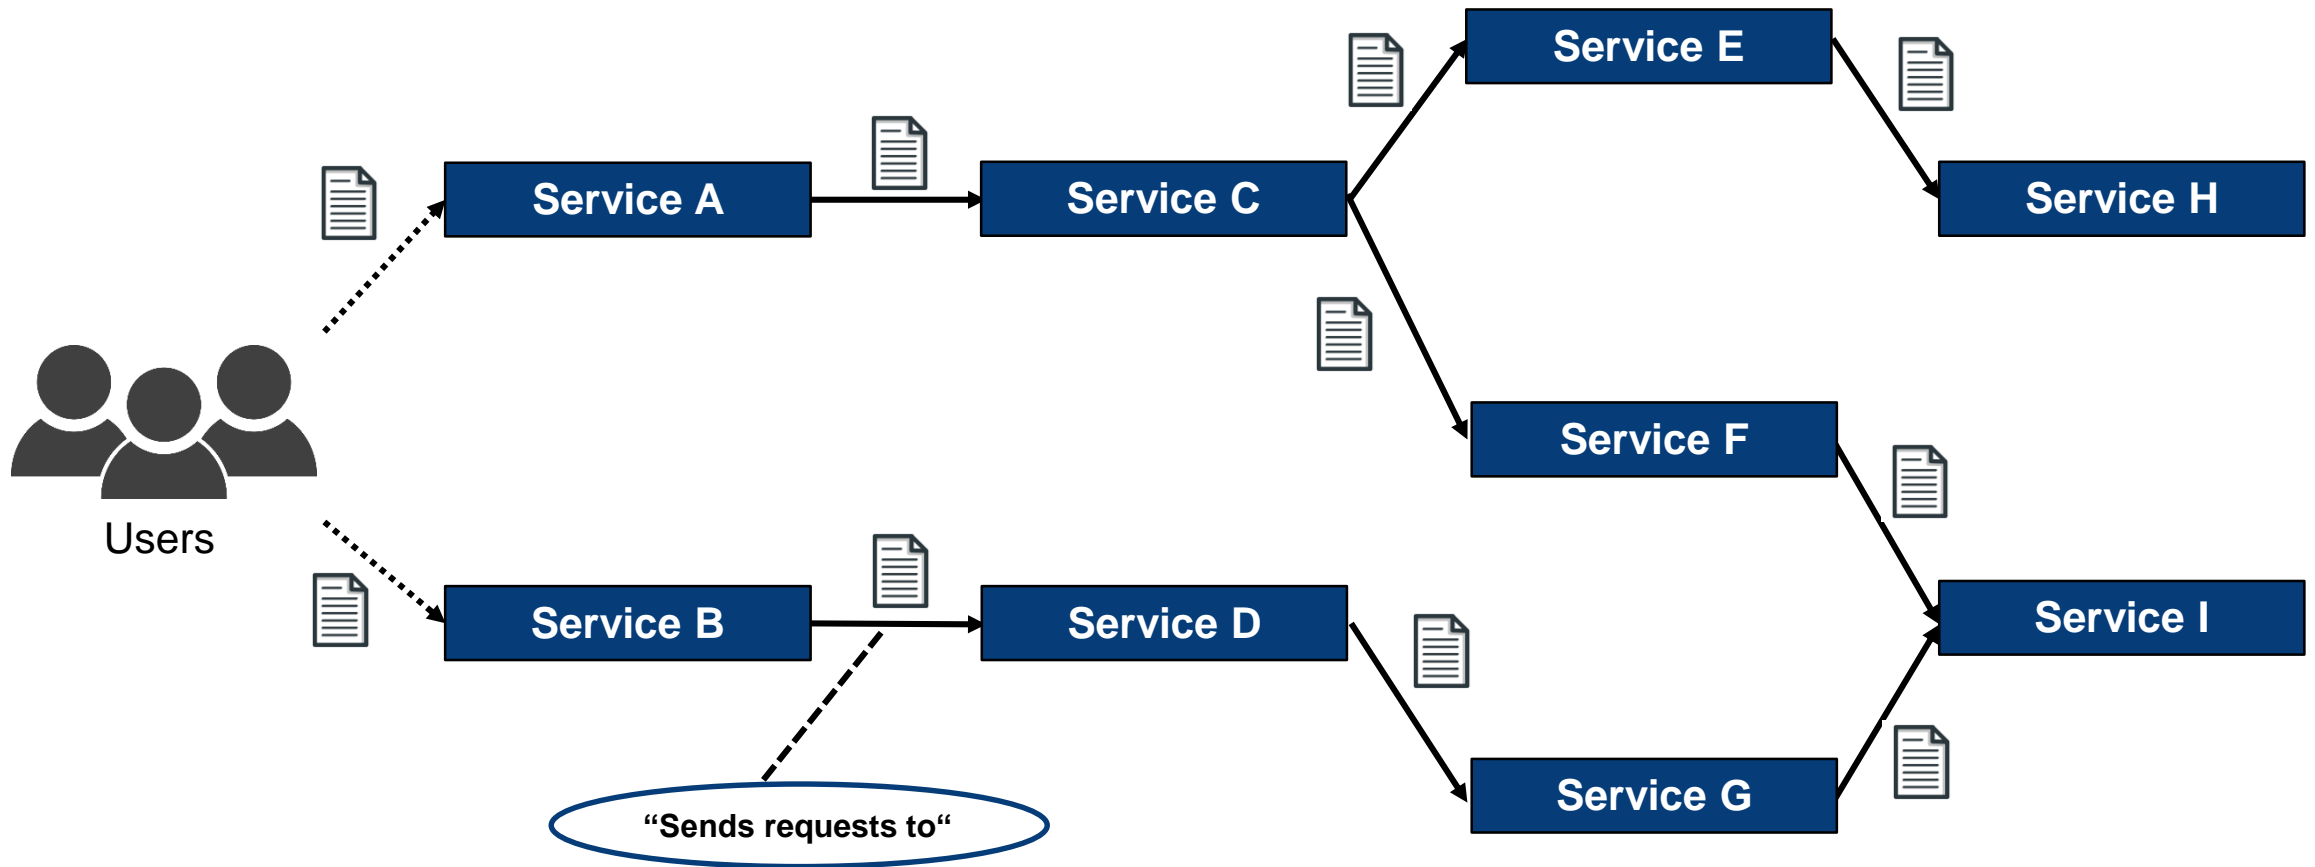 Service E
Service A
Service C
Service H
Service F
Users
Service B
Service D
Service I
Service G
“Sends requests to“